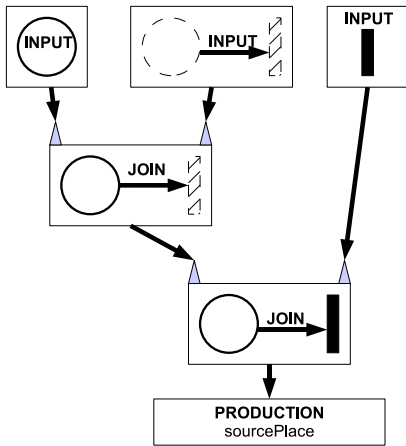 INPUT
INPUT
INPUT
JOIN
JOIN
PRODUCTION
sourcePlace